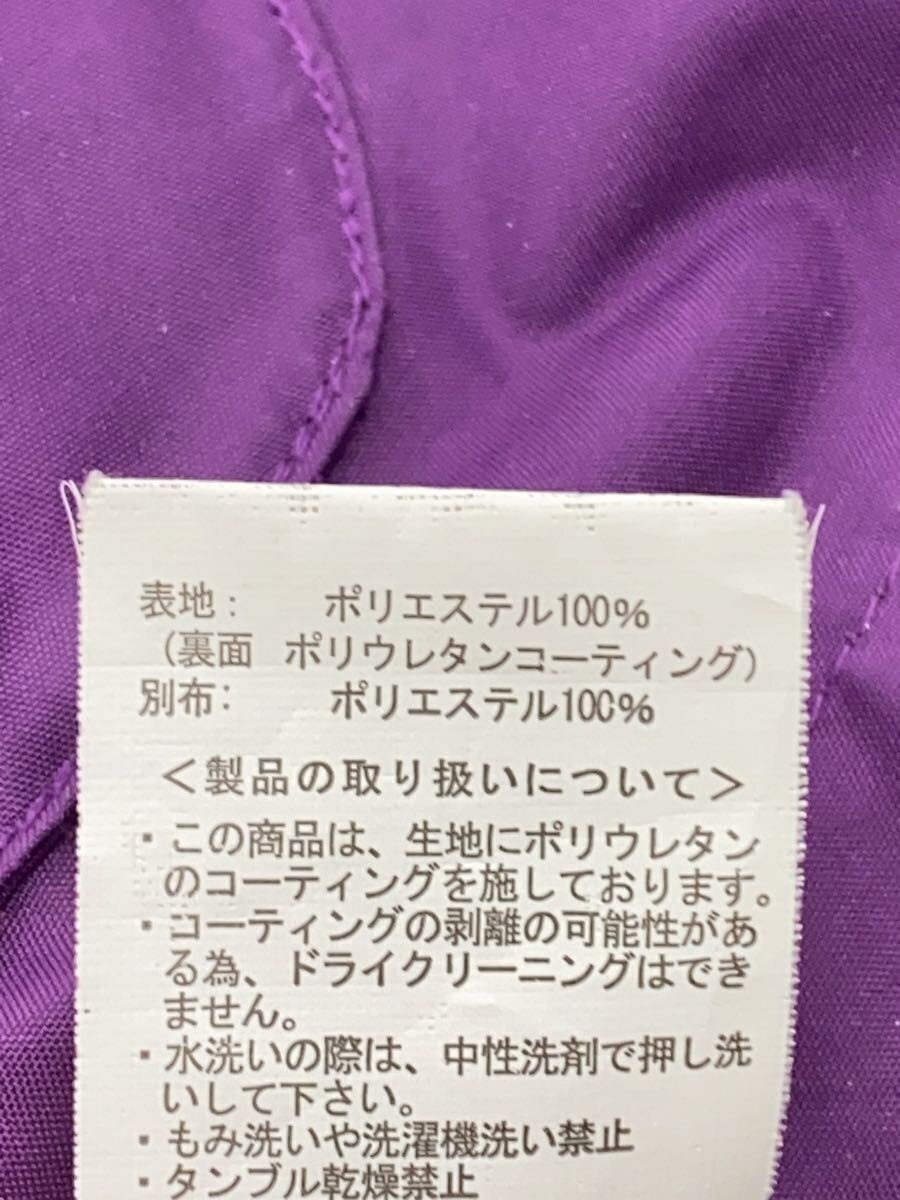 表地： ポリエステル100%
（裏面 ポリウレタンコーティング）
別布： ポリエステル100%
＜製品の取り扱いについて＞
・この商品は、生地にポリウレタン
のコーティングを施しております。
・コーティングの剥離の可能性があ
る為、ドライクリーニングはでき
ません。
・水洗いの際は、中性洗剤で押し洗
いして下さい。
・もみ洗いや洗濯機洗い禁止
・タンブル乾燥禁止